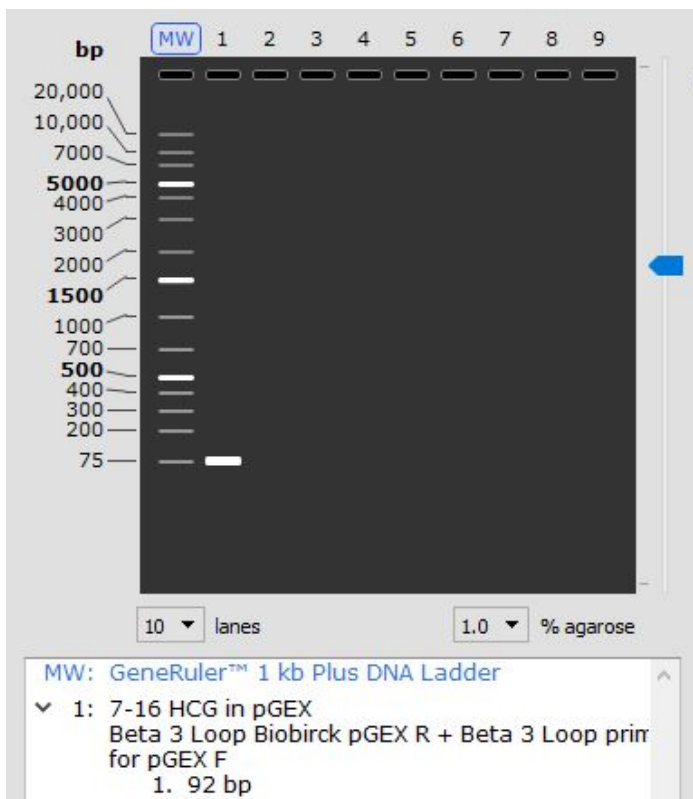 bp
MW 1 2 3 4 5 6 7 8 9
20,000
10,000
7000
5000
4000
3000
2000
1500
1000
700
500
400
300
200
75
10 lanes
1.0 % agarose
MW: GeneRuler™ 1 kb Plus DNA Ladder
1: 7-16 HCG in pGEX
Beta 3 Loop Biobirck pGEX R + Beta 3 Loop prim
for pGEX F
1. 92 bp